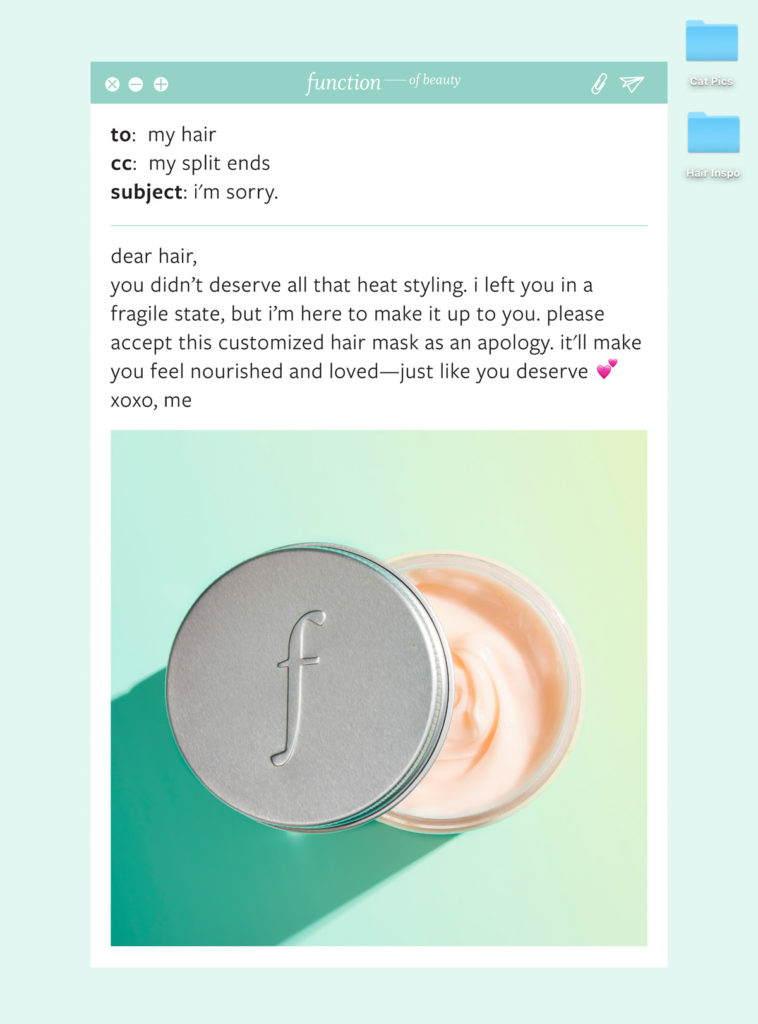 function — of beauty
Cat Pics
Hair Inspo
to: my hair
cc: my split ends
subject: i'm sorry.
dear hair,
you didn't deserve all that heat styling. i left you in a
fragile state, but i'm here to make it up to you. please
accept this customized hair mask as an apology. it'll make
you feel nourished and loved—just like you deserve 💕
xoxo, me
f